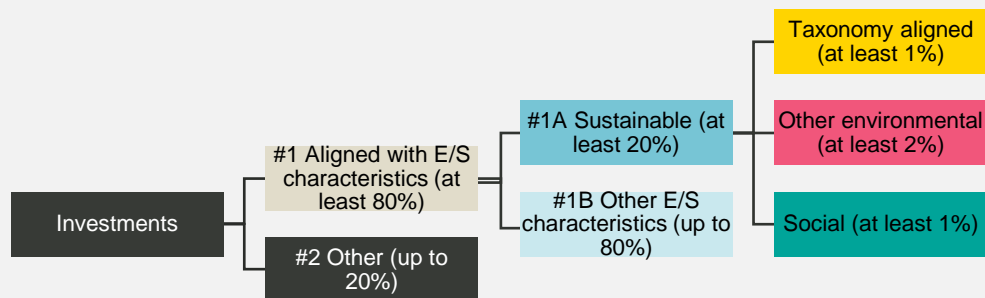 Taxonomy aligned
(at least 1%)
#1A Sustainable (at
least 20%)
Other environmental
(at least 2%)
#1 Aligned with E/S
characteristics (at
least 80%)
Investments
#1B Other E/S
characteristics (up to
80%)
Social (at least 1%)
#2 Other (up to
20%)